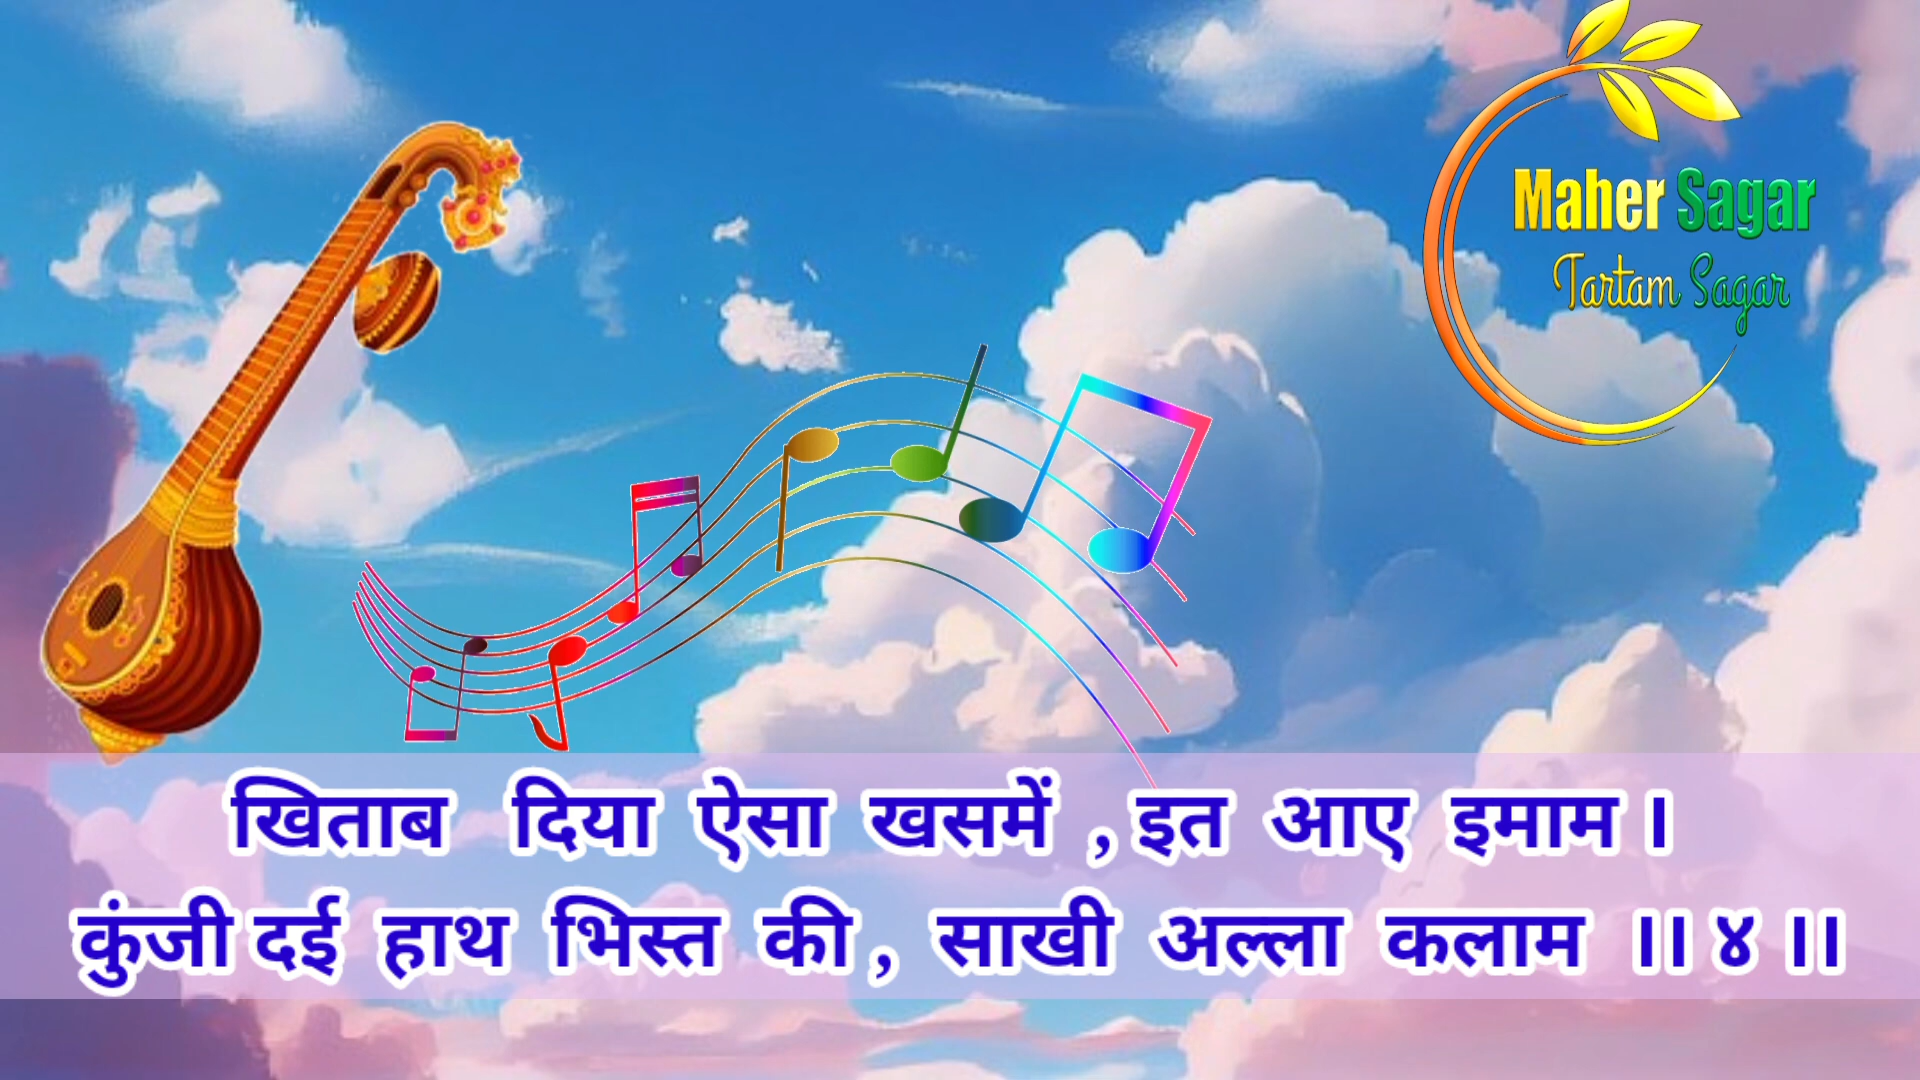 Maher Sagar
Tartam Sagar
खिताब दिया ऐसा खसमें , इत आए इमाम ।
कुंजी दई हाथ भिस्त की , साखी अल्ला कलाम ।। ४ ।।